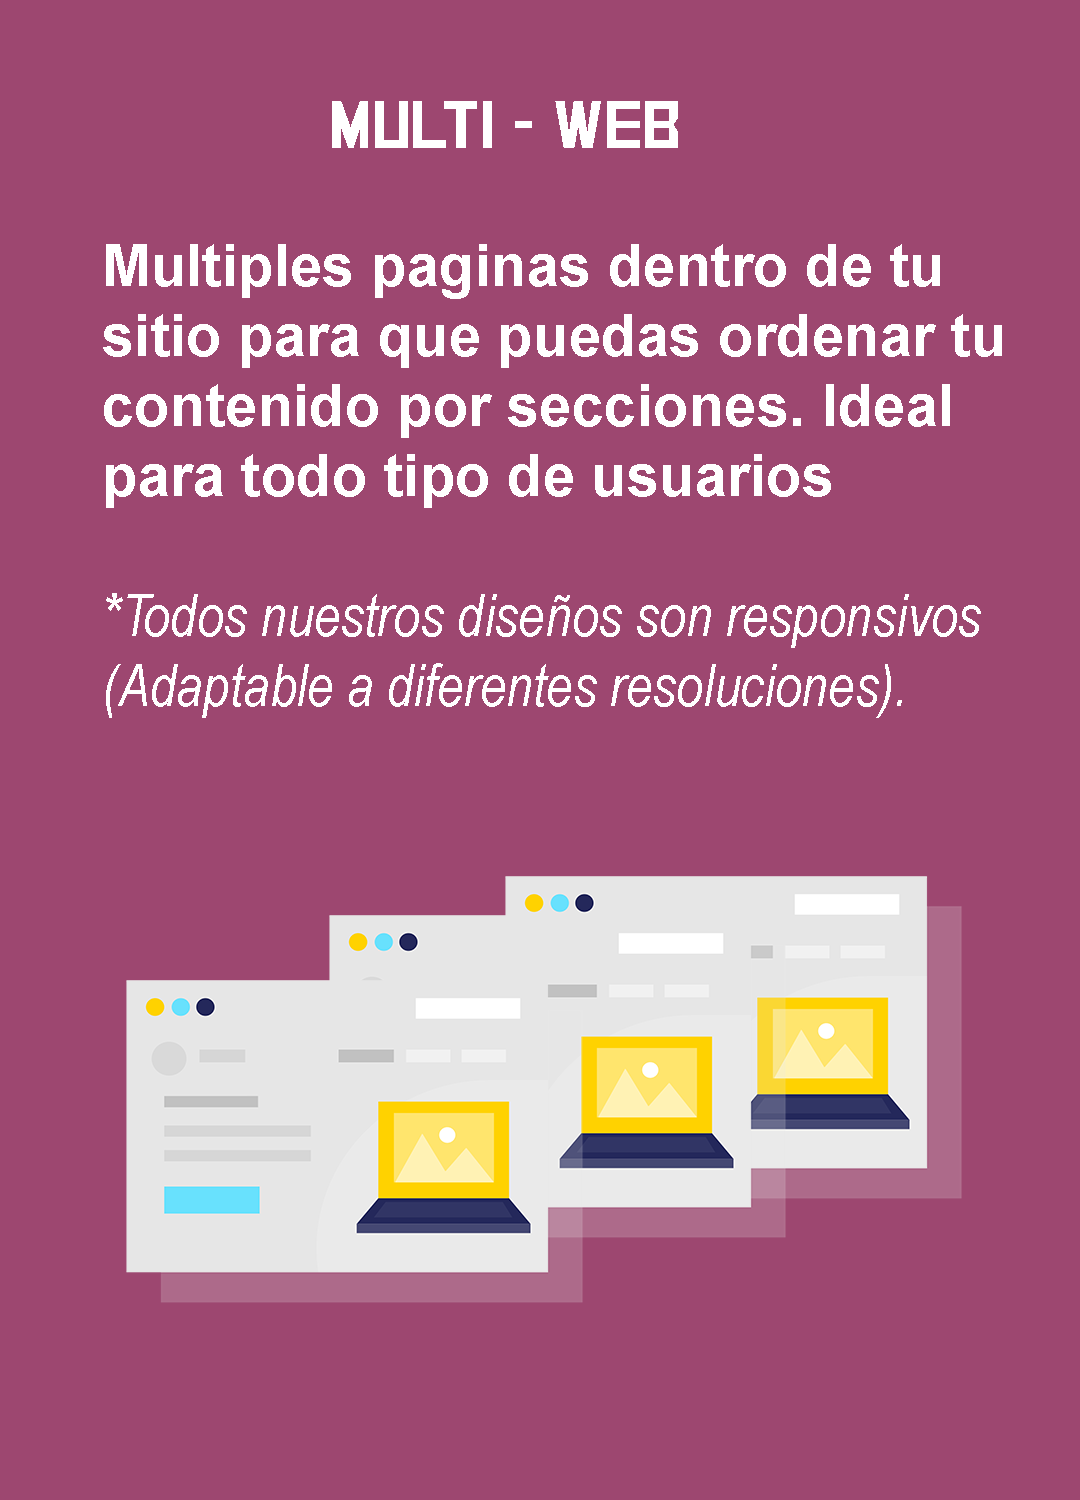 MULTI - WEB
Multiples paginas dentro de tu
sitio para que puedas ordenar tu
contenido por secciones. Ideal
para todo tipo de usuarios
*Todos nuestros diseños son responsivos
(Adaptable a diferentes resoluciones).